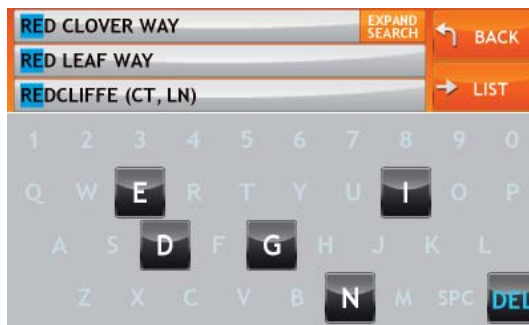 RED CLOVER WAY
EXPAND SEARCH
BACK
RED LEAF WAY
REDCLIFFE (CT, LN)
LIST
1 2 3 4 5 6 7 8 9 0
Q W E R T Y U I O P
A S D F G H J K L
Z X C V B N M SPC DEL